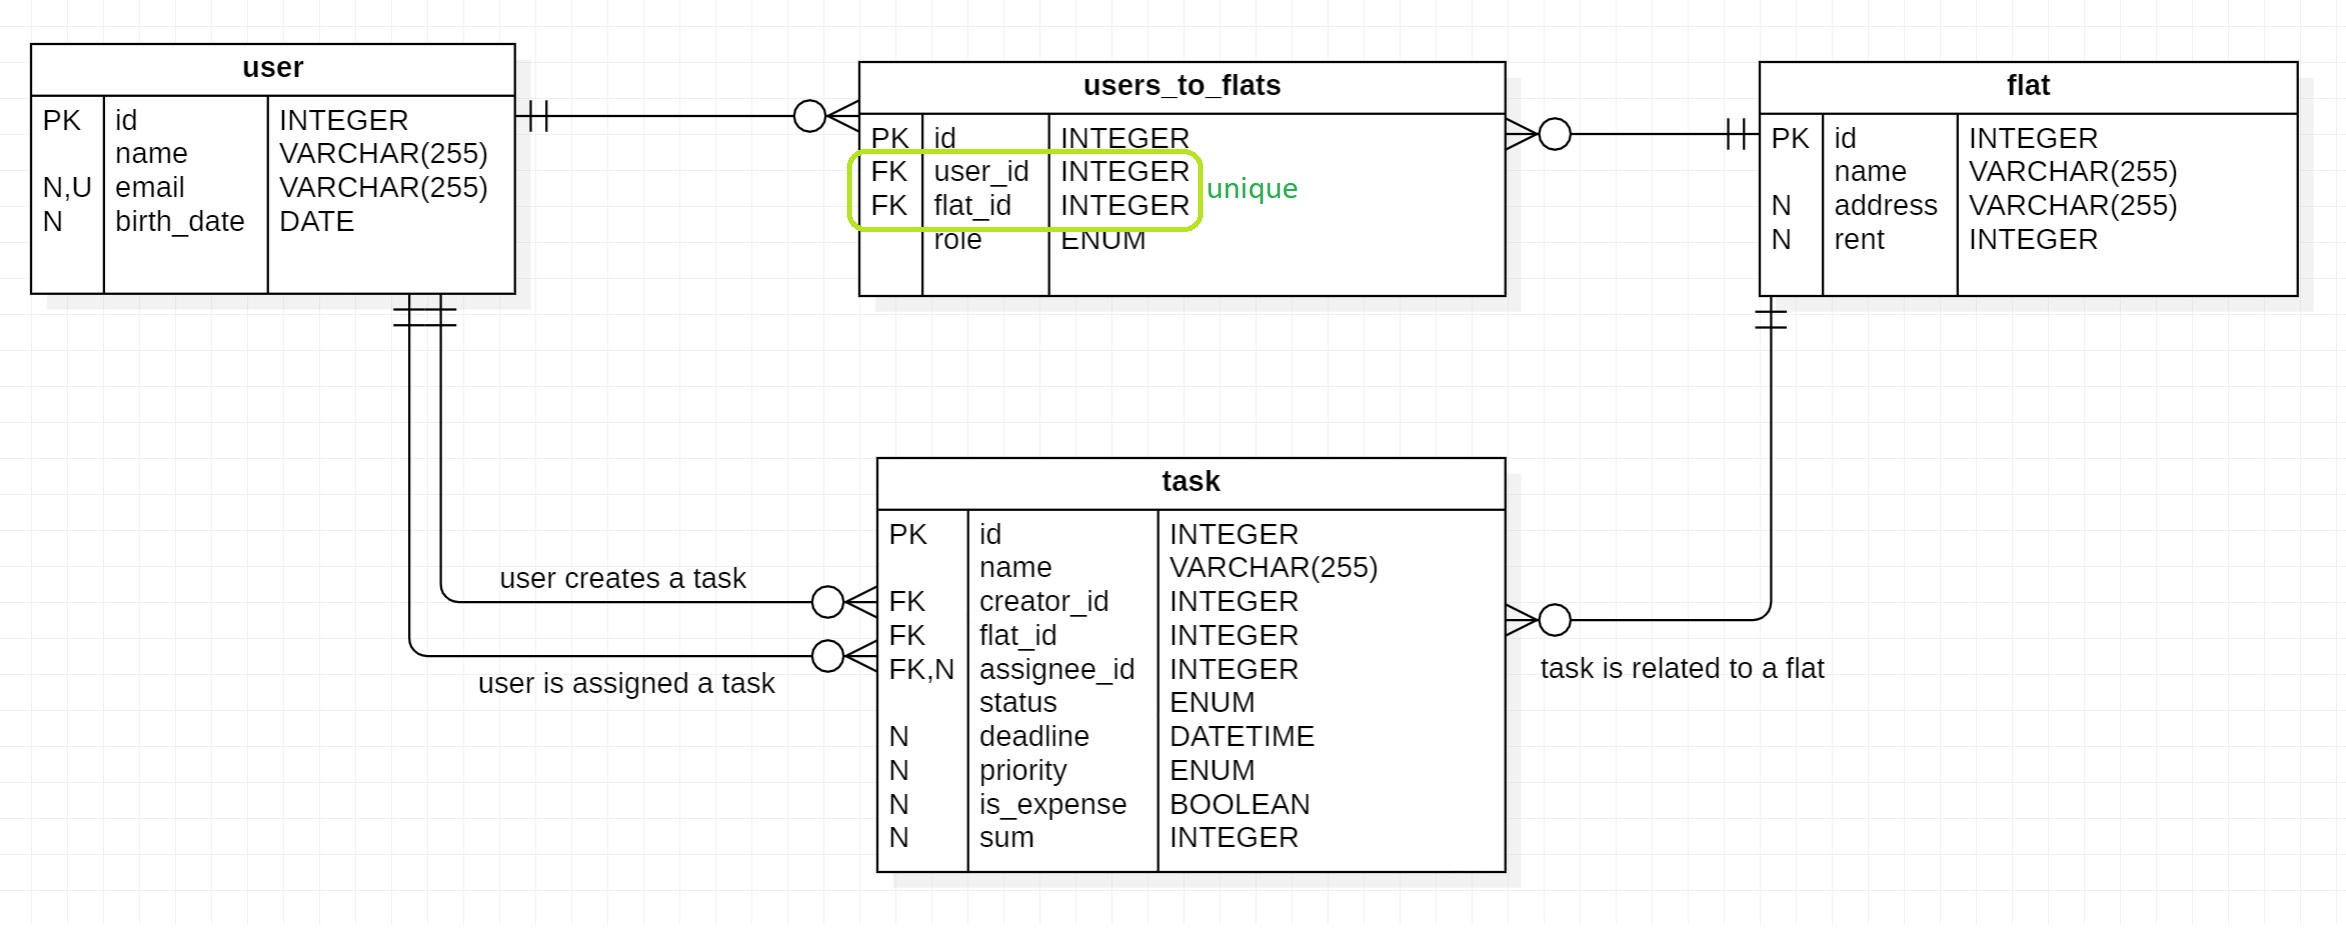 user
PK id INTEGER
name VARCHAR(255)
N,U email VARCHAR(255)
N birth_date DATE
users_to_flats
PK id INTEGER
FK user_id INTEGER
FK flat_id INTEGER
unique
role ENUM
flat
PK id INTEGER
name VARCHAR(255)
N address VARCHAR(255)
N rent INTEGER
task
PK id INTEGER
name VARCHAR(255)
FK creator_id INTEGER
FK flat_id INTEGER
FK,N assignee_id INTEGER
status ENUM
N deadline DATETIME
N priority ENUM
N is_expense BOOLEAN
N sum INTEGER
user creates a task
user is assigned a task
task is related to a flat